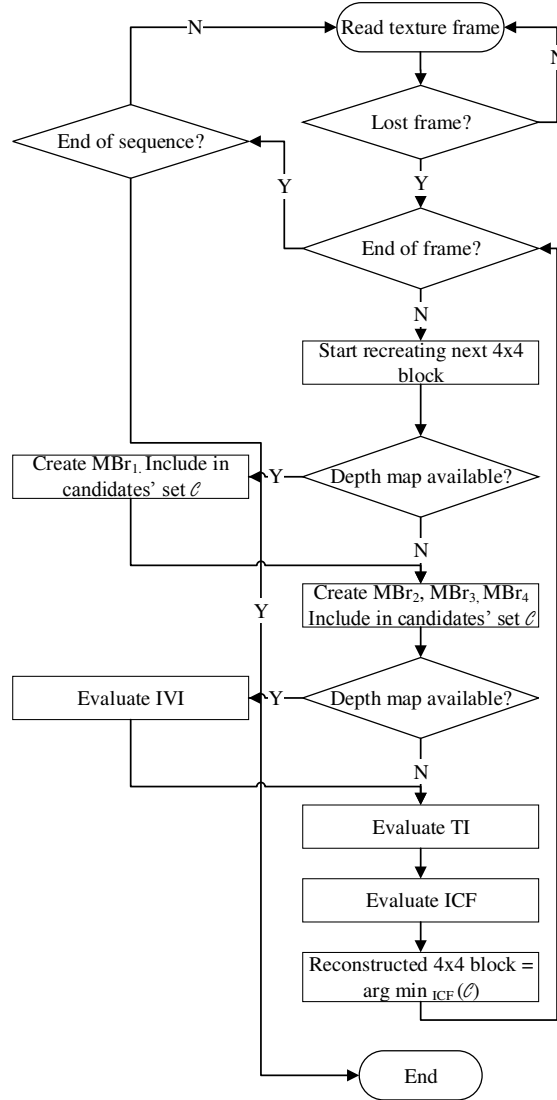 N
Read texture frame
N
Lost frame?
End of sequence?
Y
Y
End of frame?
N
Start recreating next 4x4
block
Create MBr1. Include in
candidates' set 𝒞
Y
Depth map available?
N
Create MBr2, MBr3, MBr4
Include in candidates' set 𝒞
Y
Evaluate IVI
Y
Depth map available?
N
Evaluate TI
Evaluate ICF
Reconstructed 4x4 block =
arg min ICF (𝒞)
End